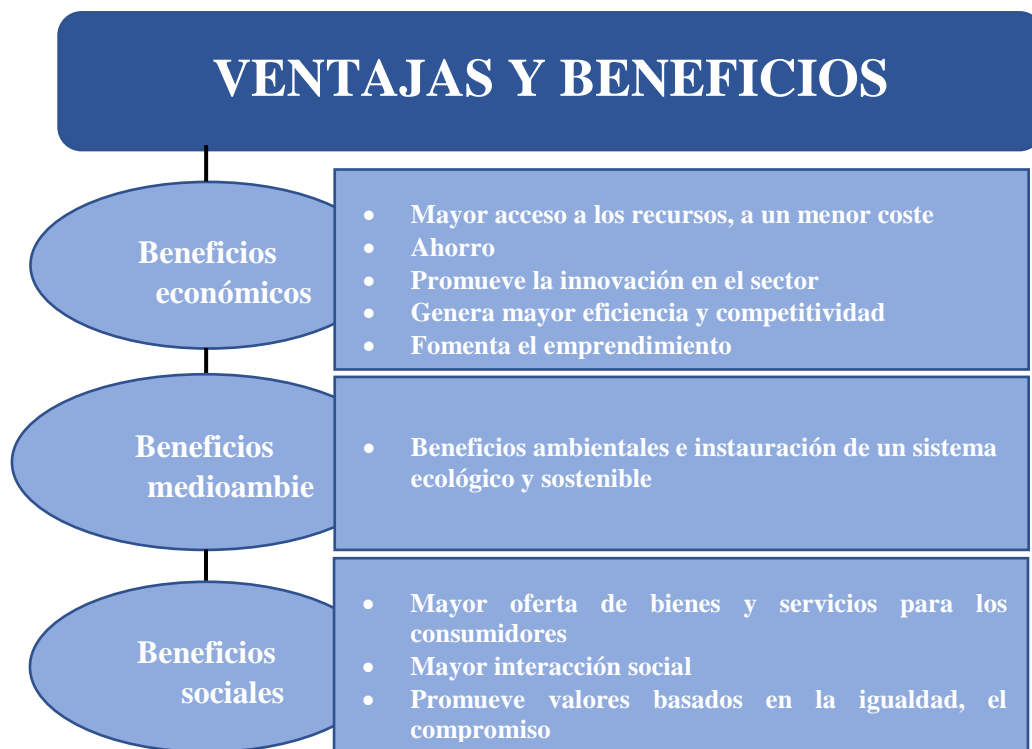 VENTAJAS Y BENEFICIOS
Beneficios
económicos
• Mayor acceso a los recursos, a un menor coste
• Ahorro
• Promueve la innovación en el sector
• Genera mayor eficiencia y competitividad
• Fomenta el emprendimiento
Beneficios
medioambie
• Beneficios ambientales e instauración de un sistema
ecológico y sostenible
Beneficios
sociales
• Mayor oferta de bienes y servicios para los
consumidores
• Mayor interacción social
• Promueve valores basados en la igualdad, el
compromiso